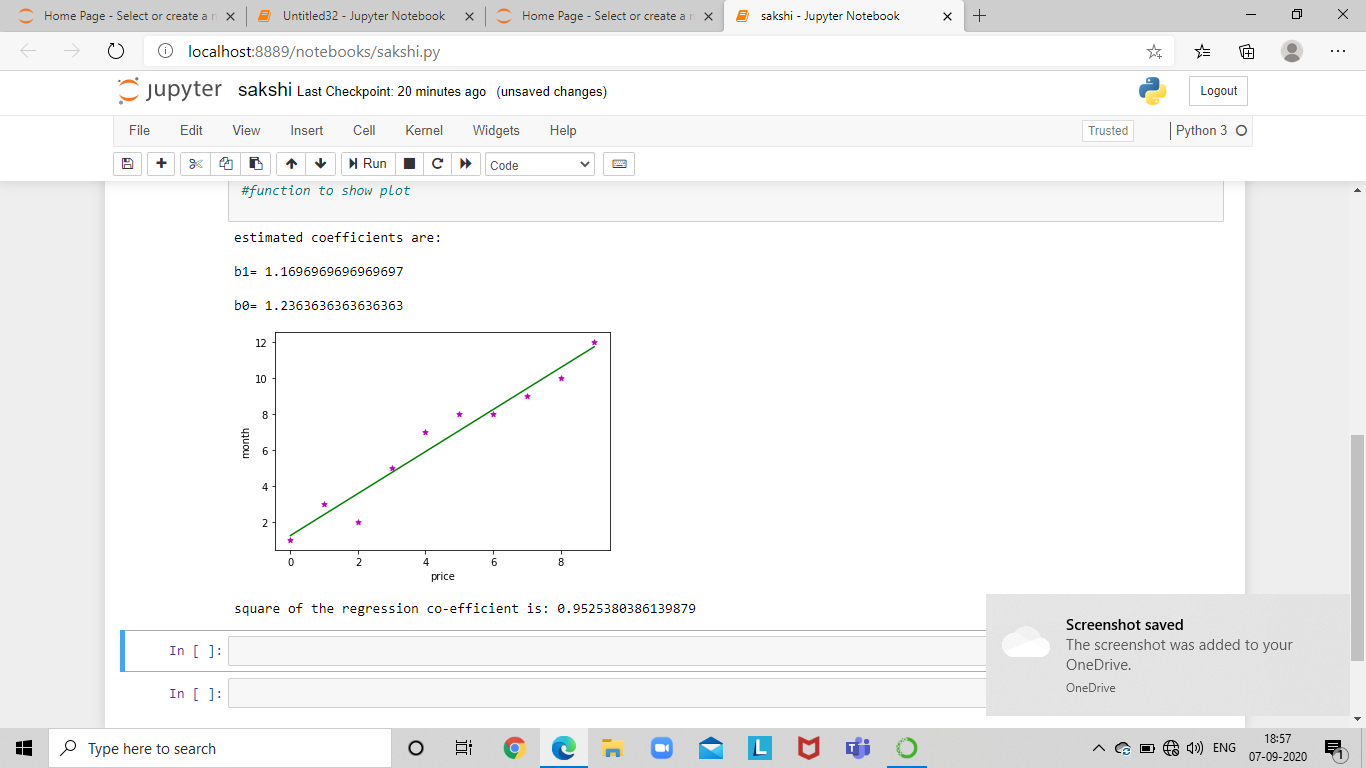 Home Page - Select or create a n
Untitled32 - Jupyter Notebook
Home Page - Select or create a n
sakshi - Jupyter Notebook
localhost:8889/notebooks/sakshi.py
jupyter sakshi Last Checkpoint: 20 minutes ago (unsaved changes)
Logout
File Edit View Insert Cell Kernel Widgets Help
Trusted
Python 3
Run
Code
#function to show plot
estimated coefficients are:
b1= 1.1696969696969697
b0= 1.2363636363636363
12
10
8
6
4
2
month
0 2 4 6 8
price
square of the regression co-efficient is: 0.9525380386139879
In [ ]:
In [ ]:
Screenshot saved
The screenshot was added to your
OneDrive.
OneDrive
Type here to search
L
ENG
18:57
07-09-2020
1